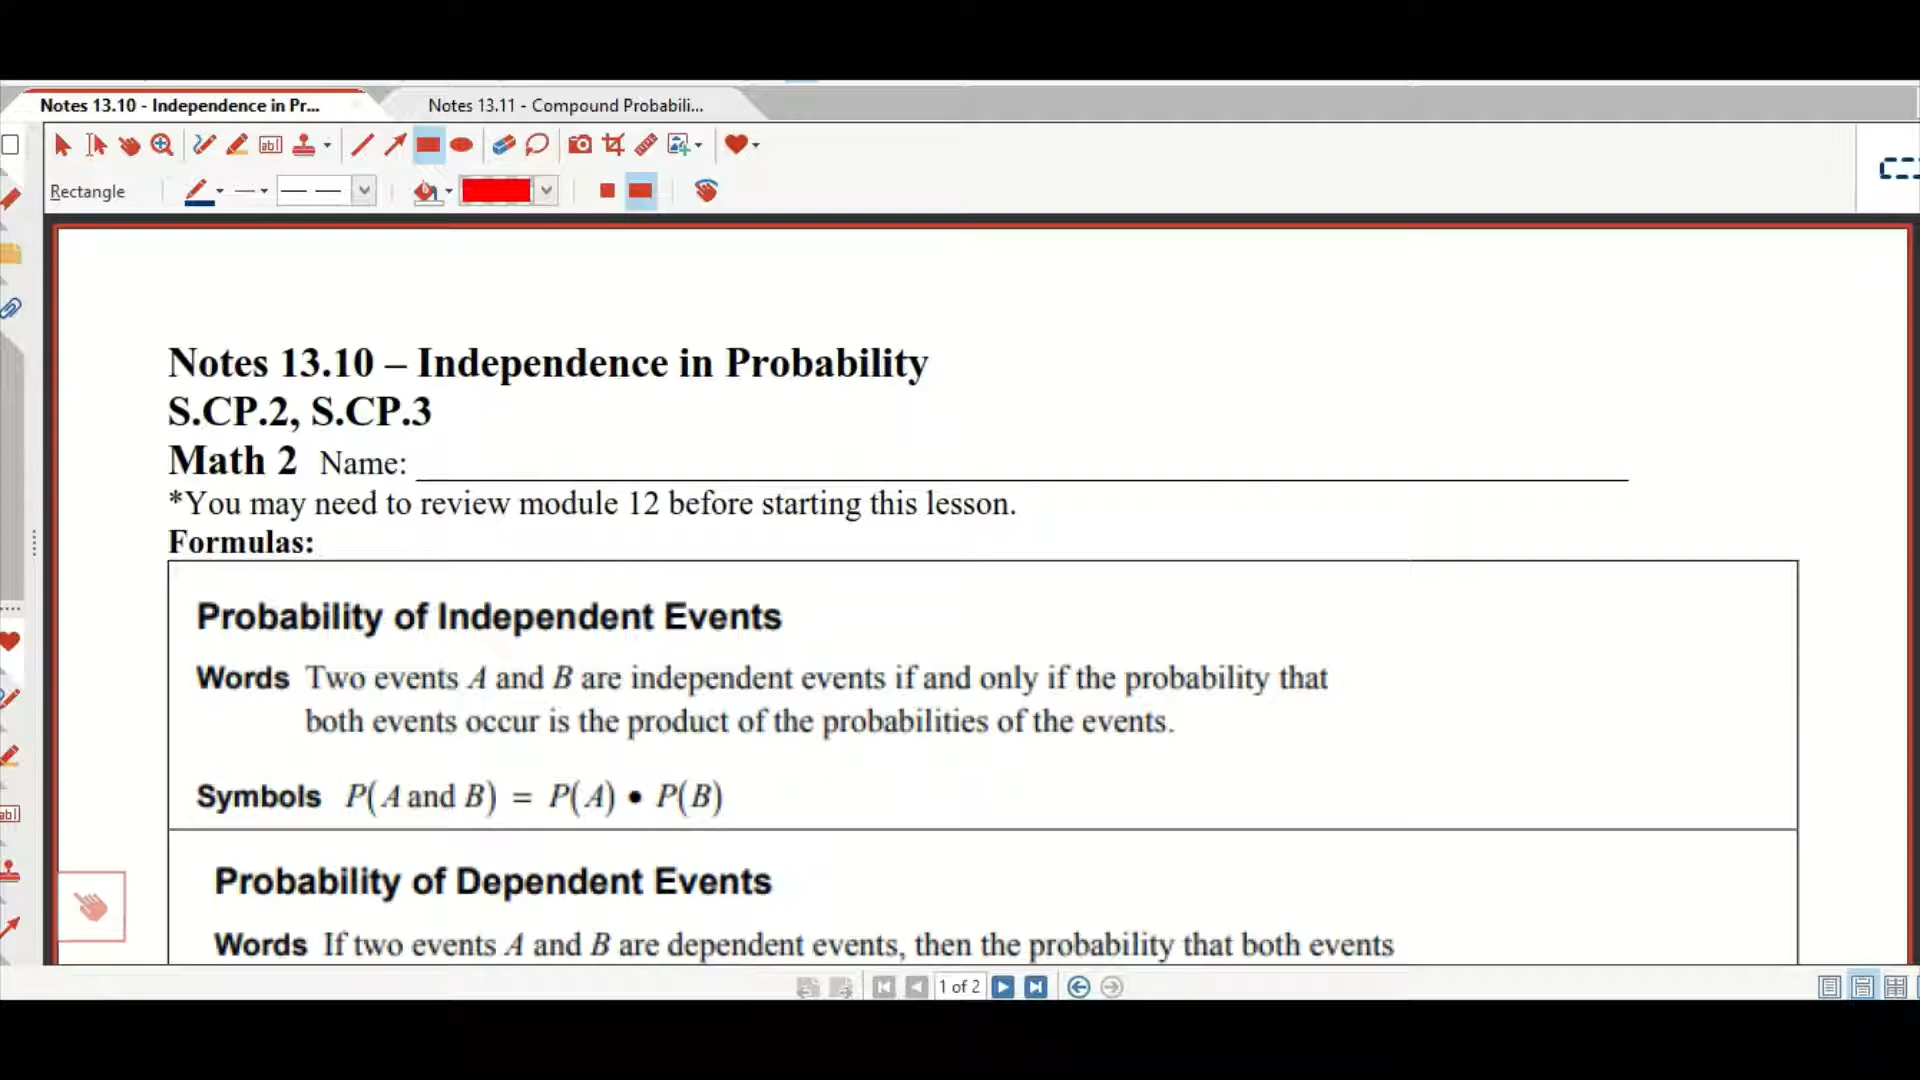 Notes 13.10 - Independence in Pr...
Notes 13.11 - Compound Probabili...
Rectangle
Notes 13.10 – Independence in Probability
S.CP.2, S.CP.3
Math 2 Name:
*You may need to review module 12 before starting this lesson.
Formulas:
Probability of Independent Events
Words Two events A and B are independent events if and only if the probability that
both events occur is the product of the probabilities of the events.
Symbols P(A and B) = P(A) • P(B)
Probability of Dependent Events
Words If two events A and B are dependent events, then the probability that both events
1 of 2